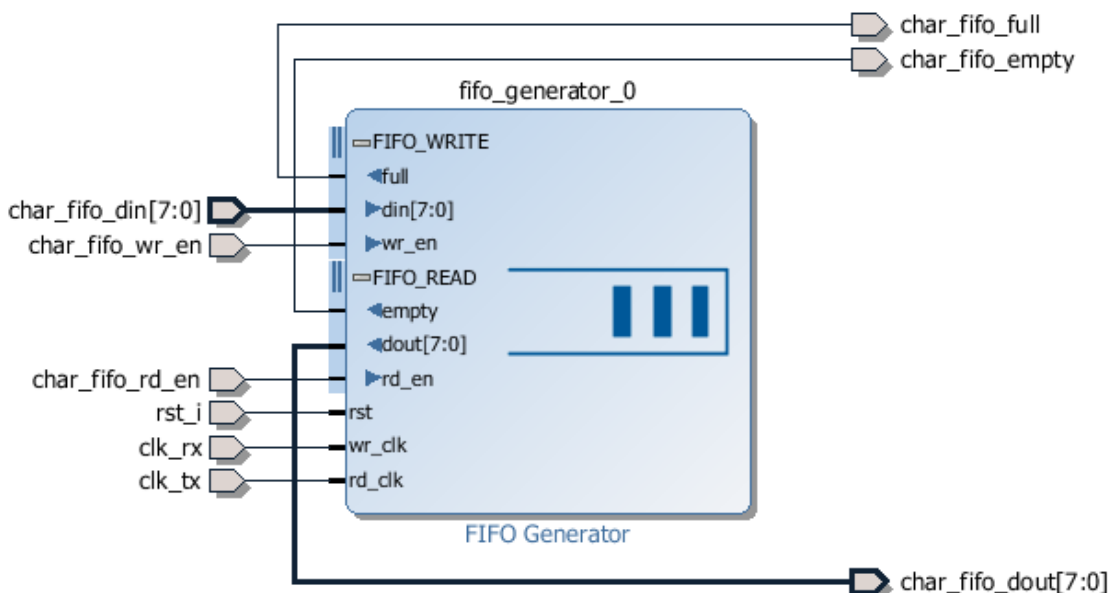 char_fifo_full
char_fifo_empty
fifo_generator_0
FIFO_WRITE
full
char_fifo_din[7:0]
din[7:0]
char_fifo_wr_en
wr_en
FIFO_READ
empty
dout[7:0]
char_fifo_rd_en
rd_en
rst_i
rst
clk_rx
wr_clk
clk_tx
rd_clk
FIFO Generator
char_fifo_dout[7:0]